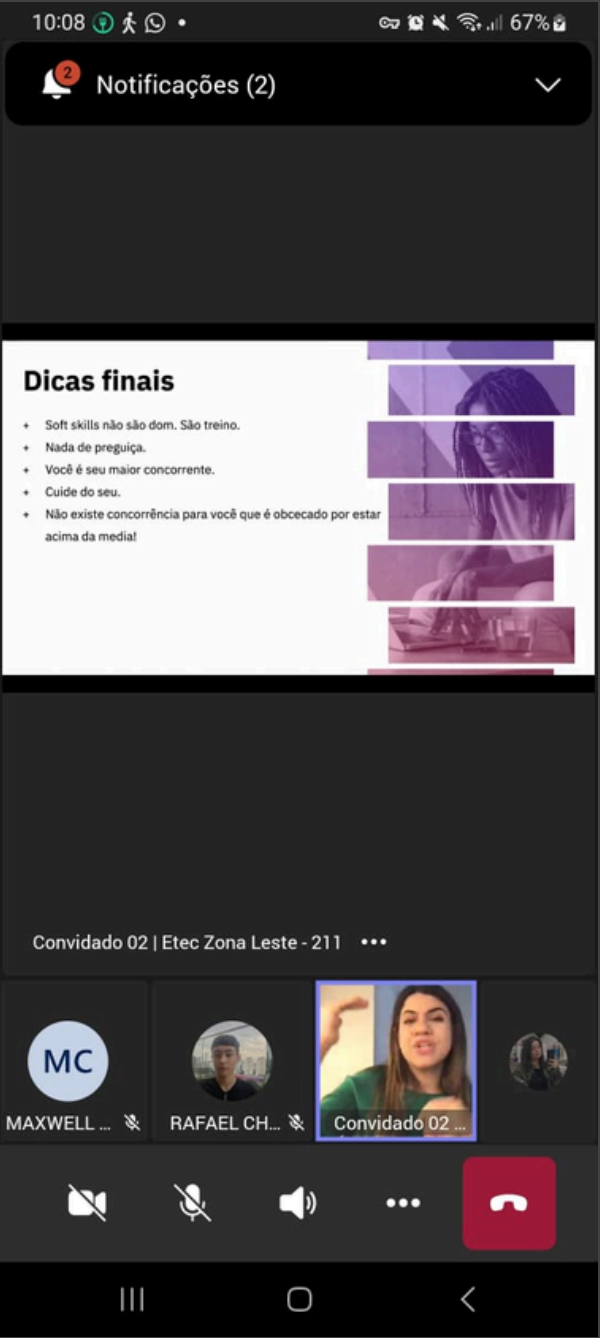 10:08 67%
2 Notificações (2)
Dicas finais
+ Soft skills não são dom. São treino.
+ Nada de preguiça.
+ Você é seu maior concorrente.
+ Cuide do seu.
+ Não existe concorrência para você que é obcecado por estar
acima da media!
Convidado 02 | Etec Zona Leste - 211 •••
MC
MAXWELL ... RAFAEL CH... Convidado 02 ...